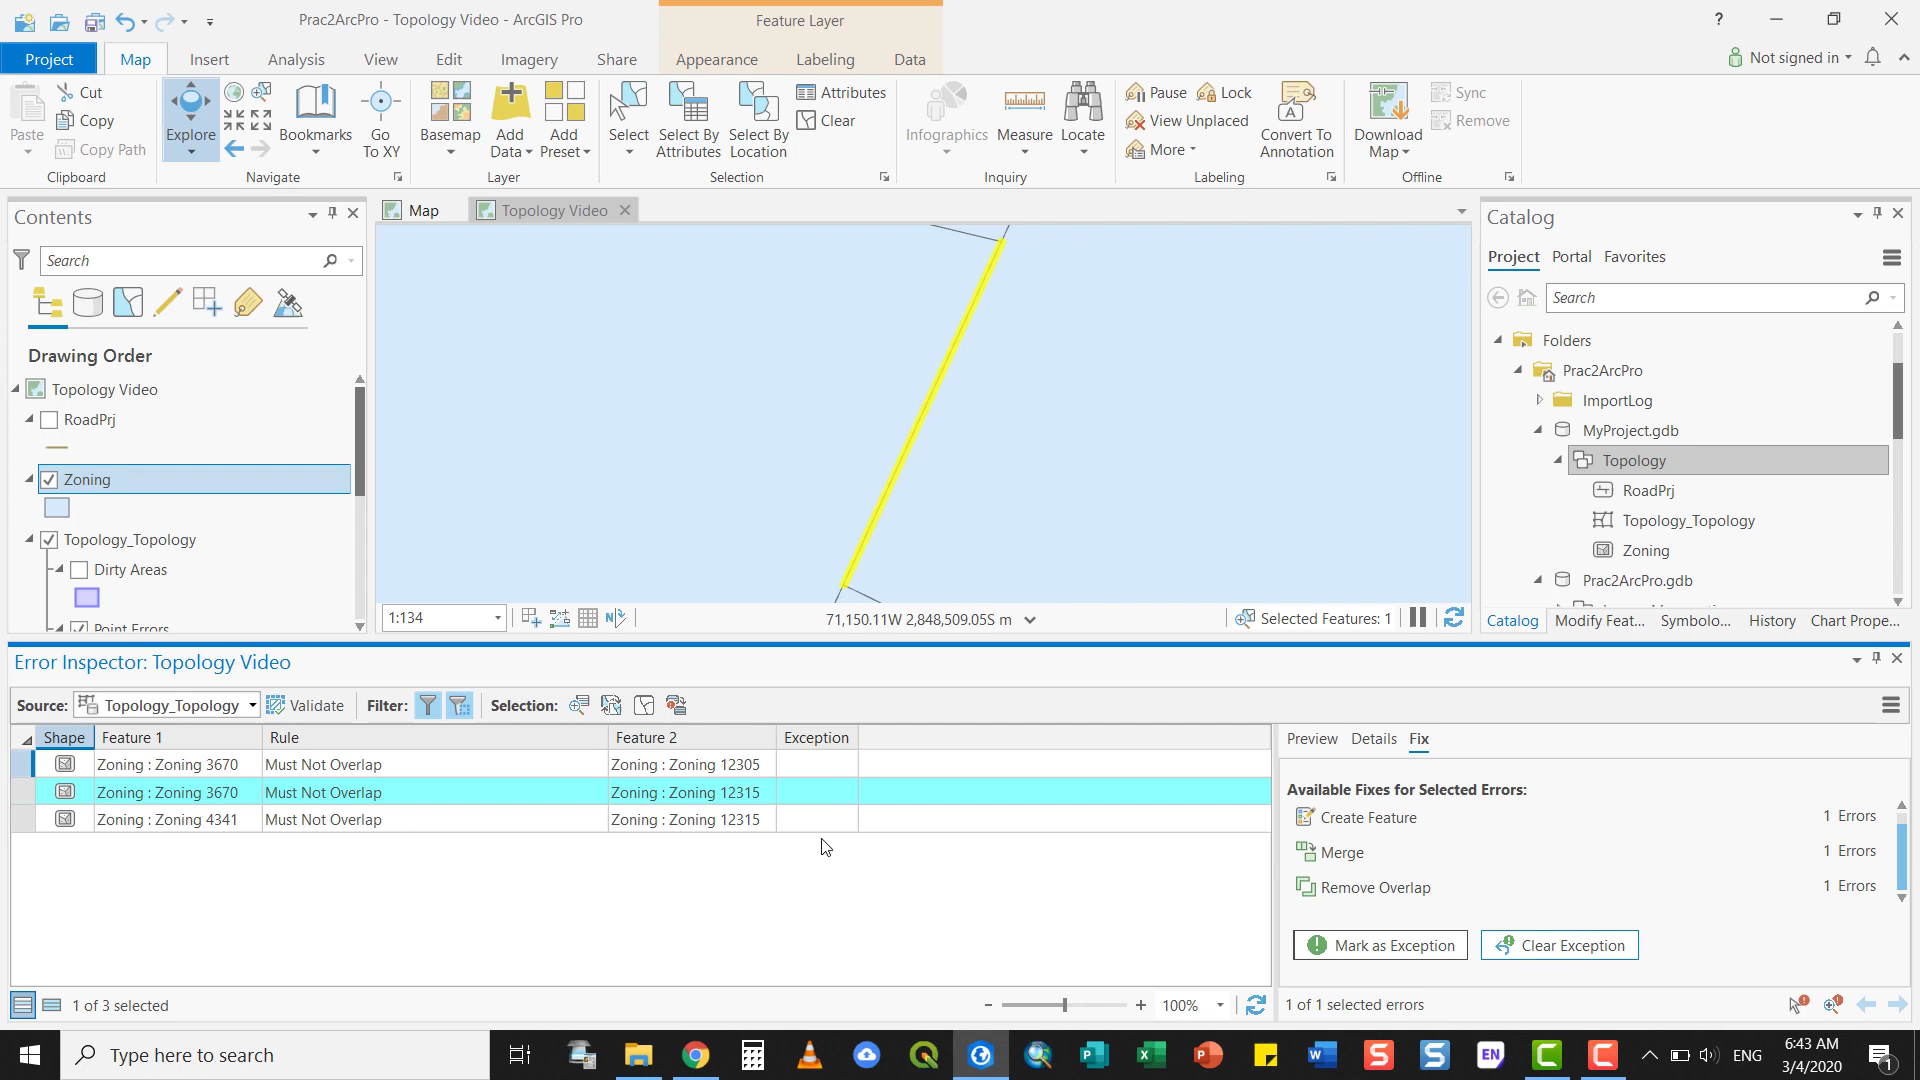 Prac2ArcPro - Topology Video - ArcGIS Pro
Feature Layer
?
Project
Map
Insert
Analysis
View
Edit
Imagery
Share
Appearance
Labeling
Data
Not signed in
Paste
Cut
Copy
Copy Path
Clipboard
Explore
Bookmarks
Go
To XY
Navigate
Basemap
Add
Data
Add
Preset
Layer
Select
Select By
Attributes
Select By
Location
Attributes
Clear
Selection
Infographics
Measure
Locate
Inquiry
Pause
Lock
View Unplaced
More
Convert To
Annotation
Labeling
Download
Map
Sync
Remove
Offline
Contents
Search
Drawing Order
Topology Video
RoadPrj
Zoning
Topology_Topology
Dirty Areas
Point Errors
Map
Topology Video
1:134
71,150.11W 2,848,509.05S m
Selected Features: 1
Catalog
Project
Portal
Favorites
Search
Folders
Prac2ArcPro
ImportLog
MyProject.gdb
Topology
RoadPrj
Topology_Topology
Zoning
Prac2ArcPro.gdb
Catalog
Modify Feat...
Symbolo...
History
Chart Prope...
Error Inspector: Topology Video
Source:
Topology_Topology
Validate
Filter:
Selection:
Shape
Feature 1
Rule
Feature 2
Exception
Zoning : Zoning 3670
Must Not Overlap
Zoning : Zoning 12305
Zoning : Zoning 3670
Must Not Overlap
Zoning : Zoning 12315
Zoning : Zoning 4341
Must Not Overlap
Zoning : Zoning 12315
Preview
Details
Fix
Available Fixes for Selected Errors:
Create Feature
1 Errors
Merge
1 Errors
Remove Overlap
1 Errors
Mark as Exception
Clear Exception
1 of 3 selected
100%
1 of 1 selected errors
Type here to search
EN
ENG
6:43 AM
3/4/2020
1